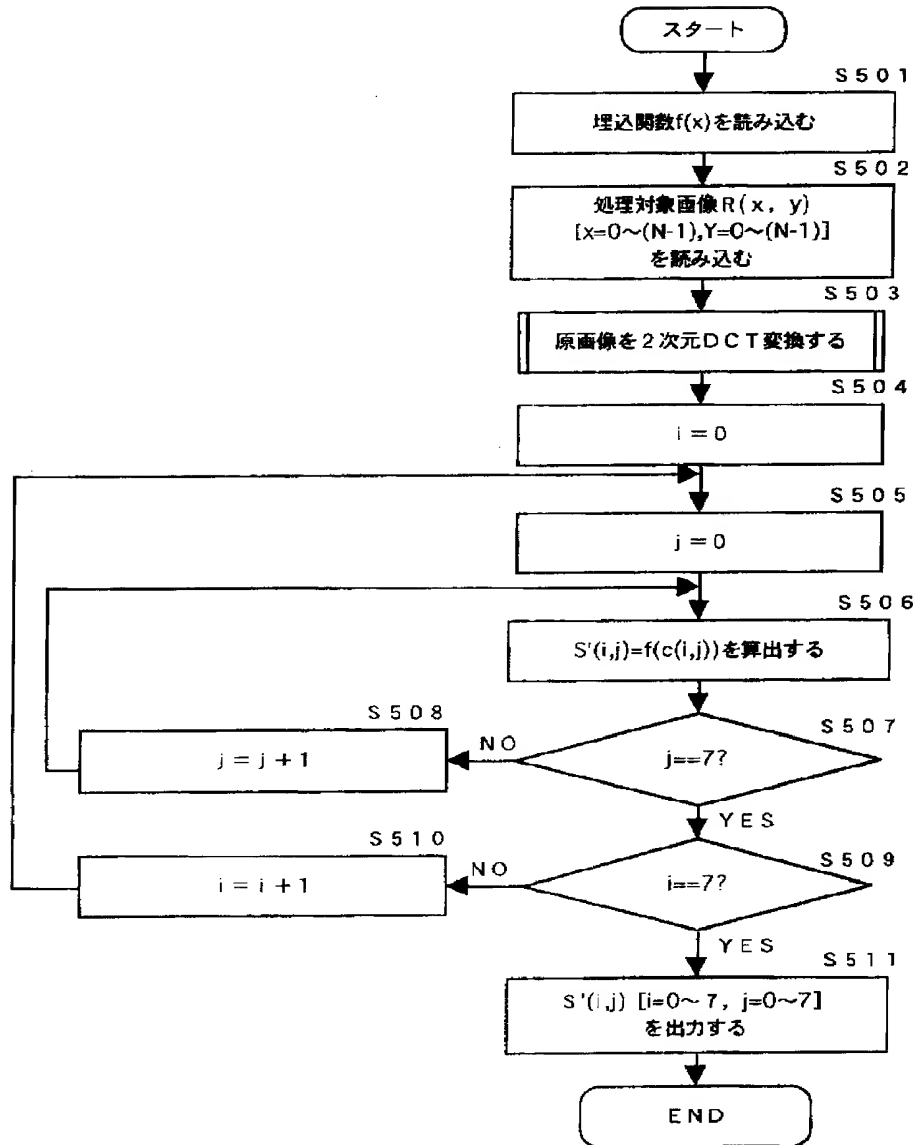 スタート
S501
埋込関数f(x)を読み込む
S502
処理対象画像R(x, y)
[x=0~(N-1),Y=0~(N-1)]
を読み込む
S503
原画像を2次元DCT変換する
S504
i=0
S505
j=0
S506
S'(i,j)=f(c(i,j))を算出する
S507
j==7?
NO
S508
j=j+1
YES
S509
i==7?
NO
S510
i=i+1
YES
S511
S'(i,j) [i=0~7, j=0~7]
を出力する
END